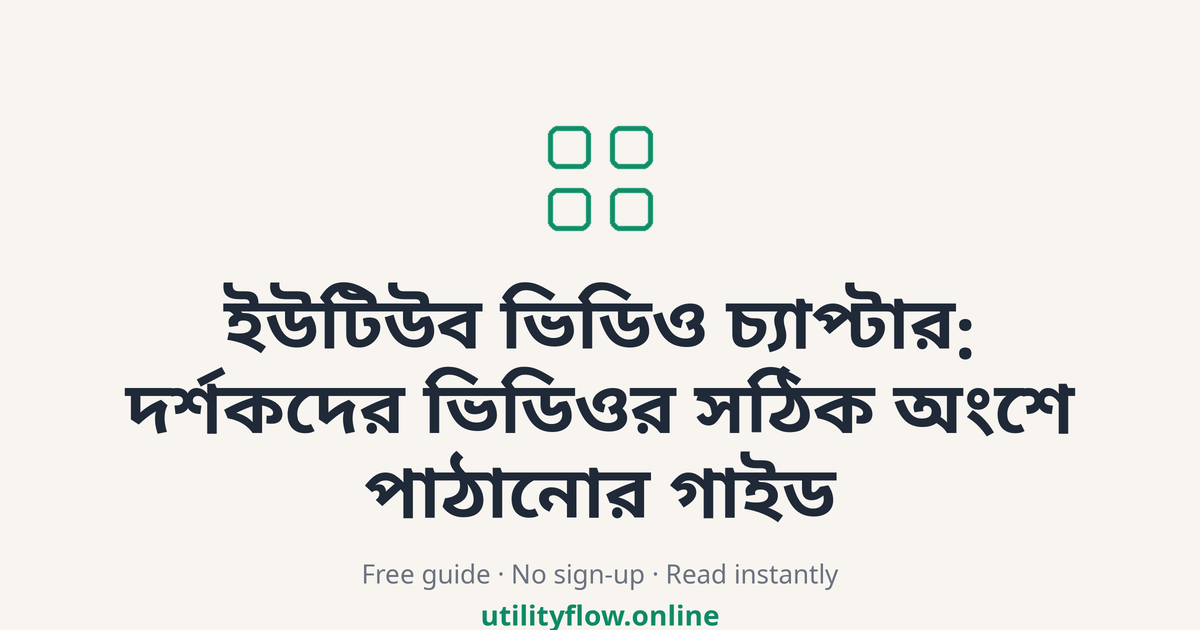 ইউটিউব ভিডিও চ্যাপ্টার:
দর্শকদের ভিডিওর সঠিক অংশে
পাঠানোর গাইড
Free guide · No sign-up · Read instantly
utilityflow.online